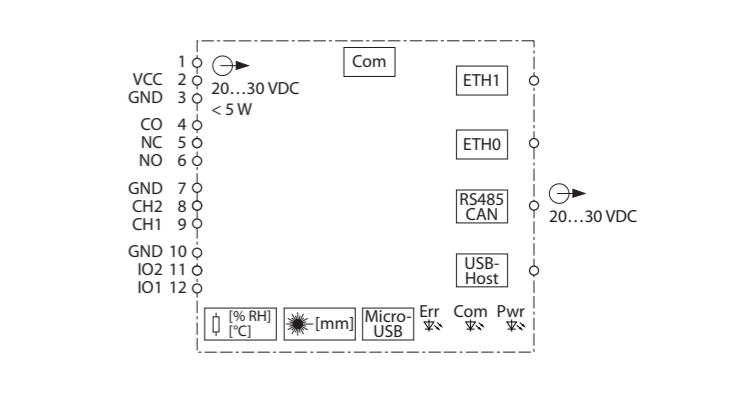 1
VCC 2
GND 3
20…30 VDC
< 5 W
Com
ETH1
CO 4
NC 5
NO 6
ETH0
GND 7
CH2 8
CH1 9
RS485
CAN
20…30 VDC
GND 10
IO2 11
IO1 12
USB-
Host
[% RH]
[°C]
[mm]
Micro-
USB
Err
Com
Pwr